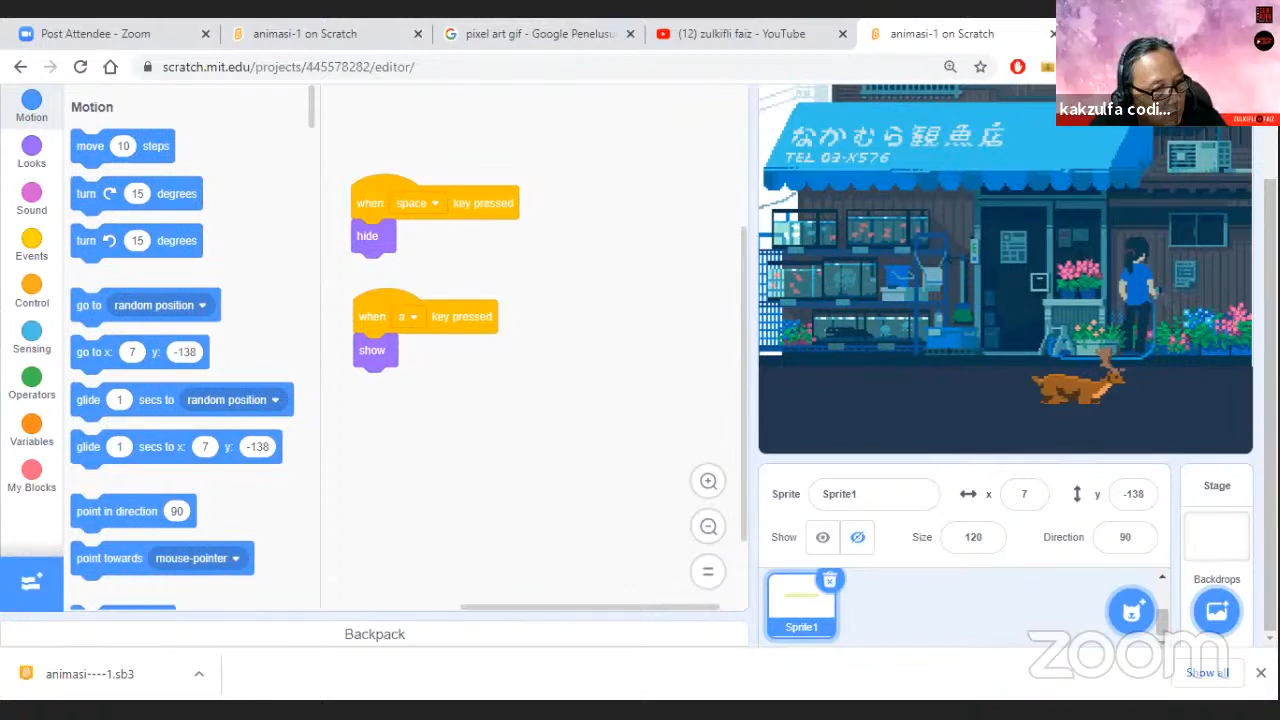 Post Attendee - Zoom
animasi-1 on Scratch
pixel art gif - Google Penelusu
(12) zulkifli faiz - YouTube
animasi-1 on Scratch
scratch.mit.edu/projects/445578282/editor/
kakzulfa codi...
ZULKIFLI FAIZ
Motion
Looks
Sound
Events
Control
Sensing
Operators
Variables
My Blocks
Motion
move 10 steps
turn 15 degrees
turn 15 degrees
go to random position
go to x: 7 y: -138
glide 1 secs to random position
glide 1 secs to x: 7 y: -138
point in direction 90
point towards mouse-pointer
when space key pressed
hide
when a key pressed
show
なかむら観魚店
TEL 03-X576
Sprite Sprite1 x 7 y -138
Show Size 120 Direction 90
Sprite1
Stage
Backdrops
Backpack
zoom
animasi----1.sb3
Show all